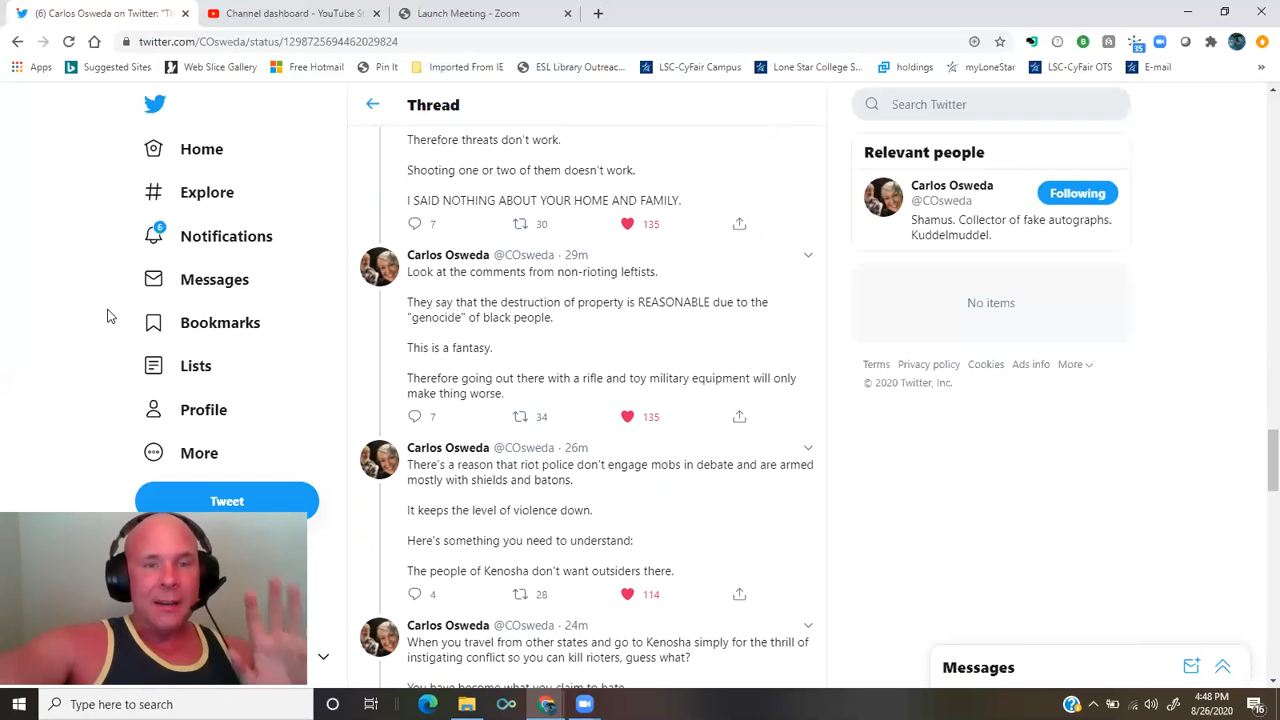 (6) Carlos Osweda on Twitter: "T
Channel dashboard - YouTube St
Launch Meeting - Zoom
twitter.com/COsweda/status/1298725694462029824
35
Apps
Suggested Sites
Web Slice Gallery
Free Hotmail
Pin It
Imported From IE
ESL Library Outreac...
LSC-CyFair Campus
Lone Star College S...
holdings
myLoneStar
LSC-CyFair OTS
E-mail
»
Home
Explore
6
Notifications
Messages
Bookmarks
Lists
Profile
More
Tweet
Thread
Therefore threats don't work.
Shooting one or two of them doesn't work.
I SAID NOTHING ABOUT YOUR HOME AND FAMILY.
7 30 135
Carlos Osweda @COsweda · 29m
Look at the comments from non-rioting leftists.
They say that the destruction of property is REASONABLE due to the
"genocide" of black people.
This is a fantasy.
Therefore going out there with a rifle and toy military equipment will only
make thing worse.
7 34 135
Carlos Osweda @COsweda · 26m
There's a reason that riot police don't engage mobs in debate and are armed
mostly with shields and batons.
It keeps the level of violence down.
Here's something you need to understand:
The people of Kenosha don't want outsiders there.
4 28 114
Carlos Osweda @COsweda · 24m
When you travel from other states and go to Kenosha simply for the thrill of
instigating conflict so you can kill rioters, guess what?
You have become what you claim to hate.
Search Twitter
Relevant people
Carlos Osweda
@COsweda
Following
Shamus. Collector of fake autographs.
Kuddelmuddel.
No items
Terms Privacy policy Cookies Ads info More
© 2020 Twitter, Inc.
Messages
Type here to search
4:48 PM
8/26/2020
16